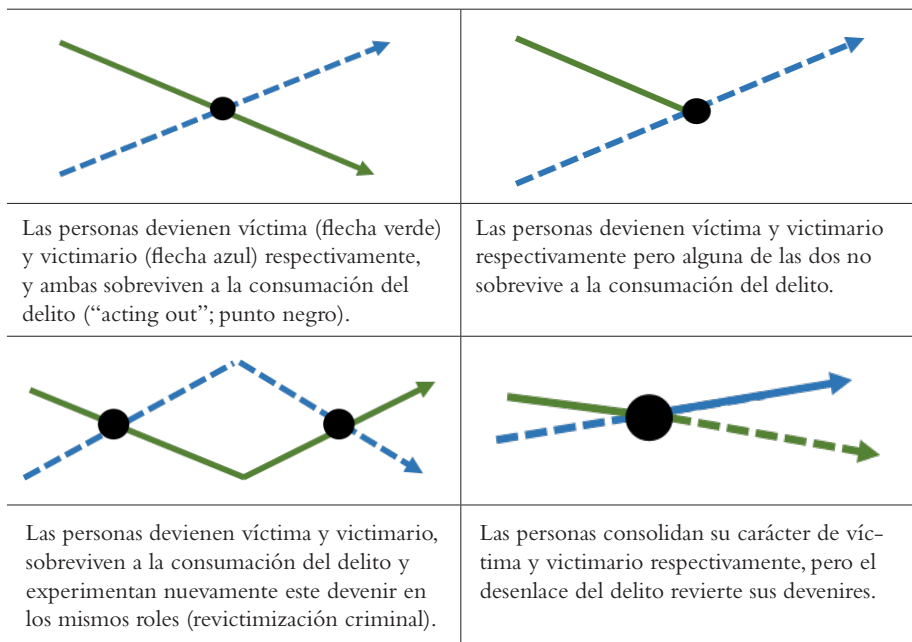 Las personas devienen víctima (flecha verde)
y victimario (flecha azul) respectivamente,
y ambas sobreviven a la consumación del
delito (“acting out”; punto negro).
Las personas devienen víctima y victimario
respectivamente pero alguna de las dos no
sobrevive a la consumación del delito.
Las personas devienen víctima y victimario,
sobreviven a la consumación del delito y
experimentan nuevamente este devenir en
los mismos roles (revictimización criminal).
Las personas consolidan su carácter de víc-
tima y victimario respectivamente, pero el
desenlace del delito revierte sus devenires.